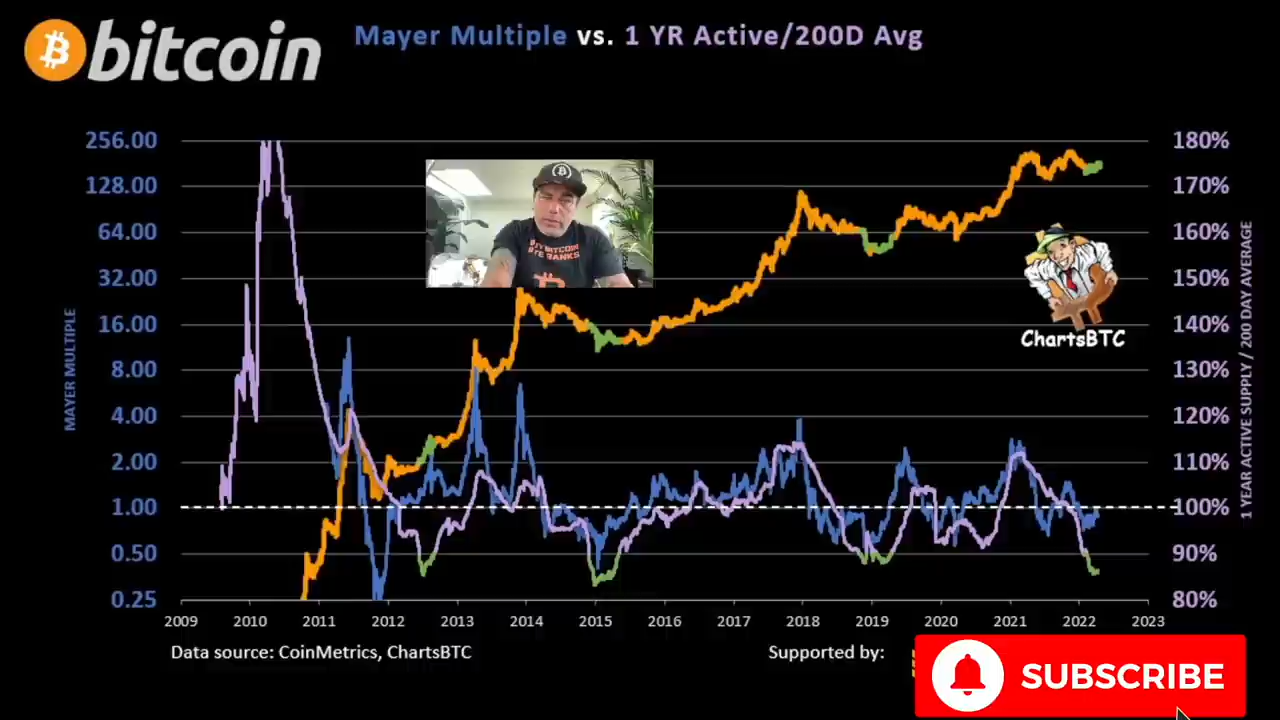 bitcoin
Mayer Multiple vs. 1 YR Active/200D Avg
256.00
128.00
64.00
32.00
16.00
8.00
4.00
2.00
1.00
0.50
0.25
MAYER MULTIPLE
180%
170%
160%
150%
140%
130%
120%
110%
100%
90%
80%
1 YEAR ACTIVE SUPPLY / 200 DAY AVERAGE
BITCOIN
BANKS
ChartsBTC
2009 2010 2011 2012 2013 2014 2015 2016 2017 2018 2019 2020 2021 2022 2023
Data source: CoinMetrics, ChartsBTC
Supported by:
SUBSCRIBE